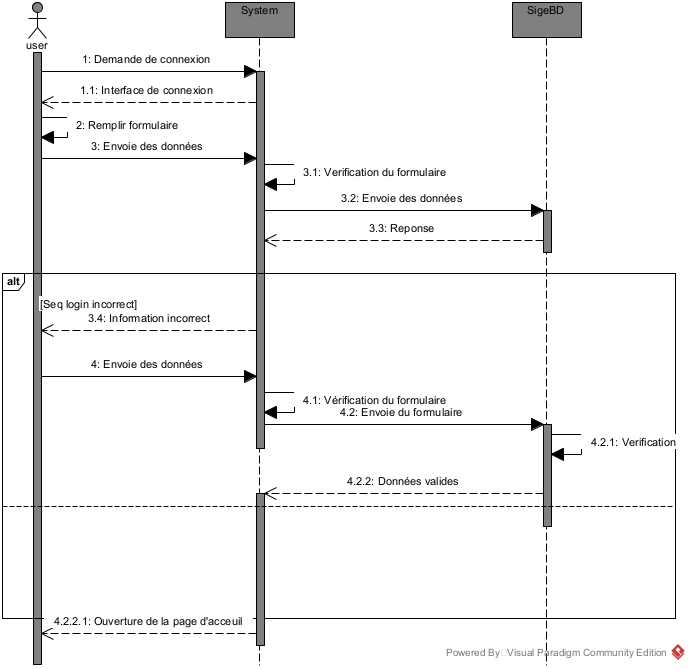 System
SigeBD
user
1: Demande de connexion
1.1: Interface de connexion
2: Remplir formulaire
3: Envoie des données
3.1: Verification du formulaire
3.2: Envoie des données
3.3: Reponse
alt
[Seq login incorrect]
3.4: Information incorrect
4: Envoie des données
4.1: Vérification du formulaire
4.2: Envoie du formulaire
4.2.1: Verification
4.2.2: Données valides
4.2.2.1: Ouverture de la page d'acceuil
Powered By Visual Paradigm Community Edition